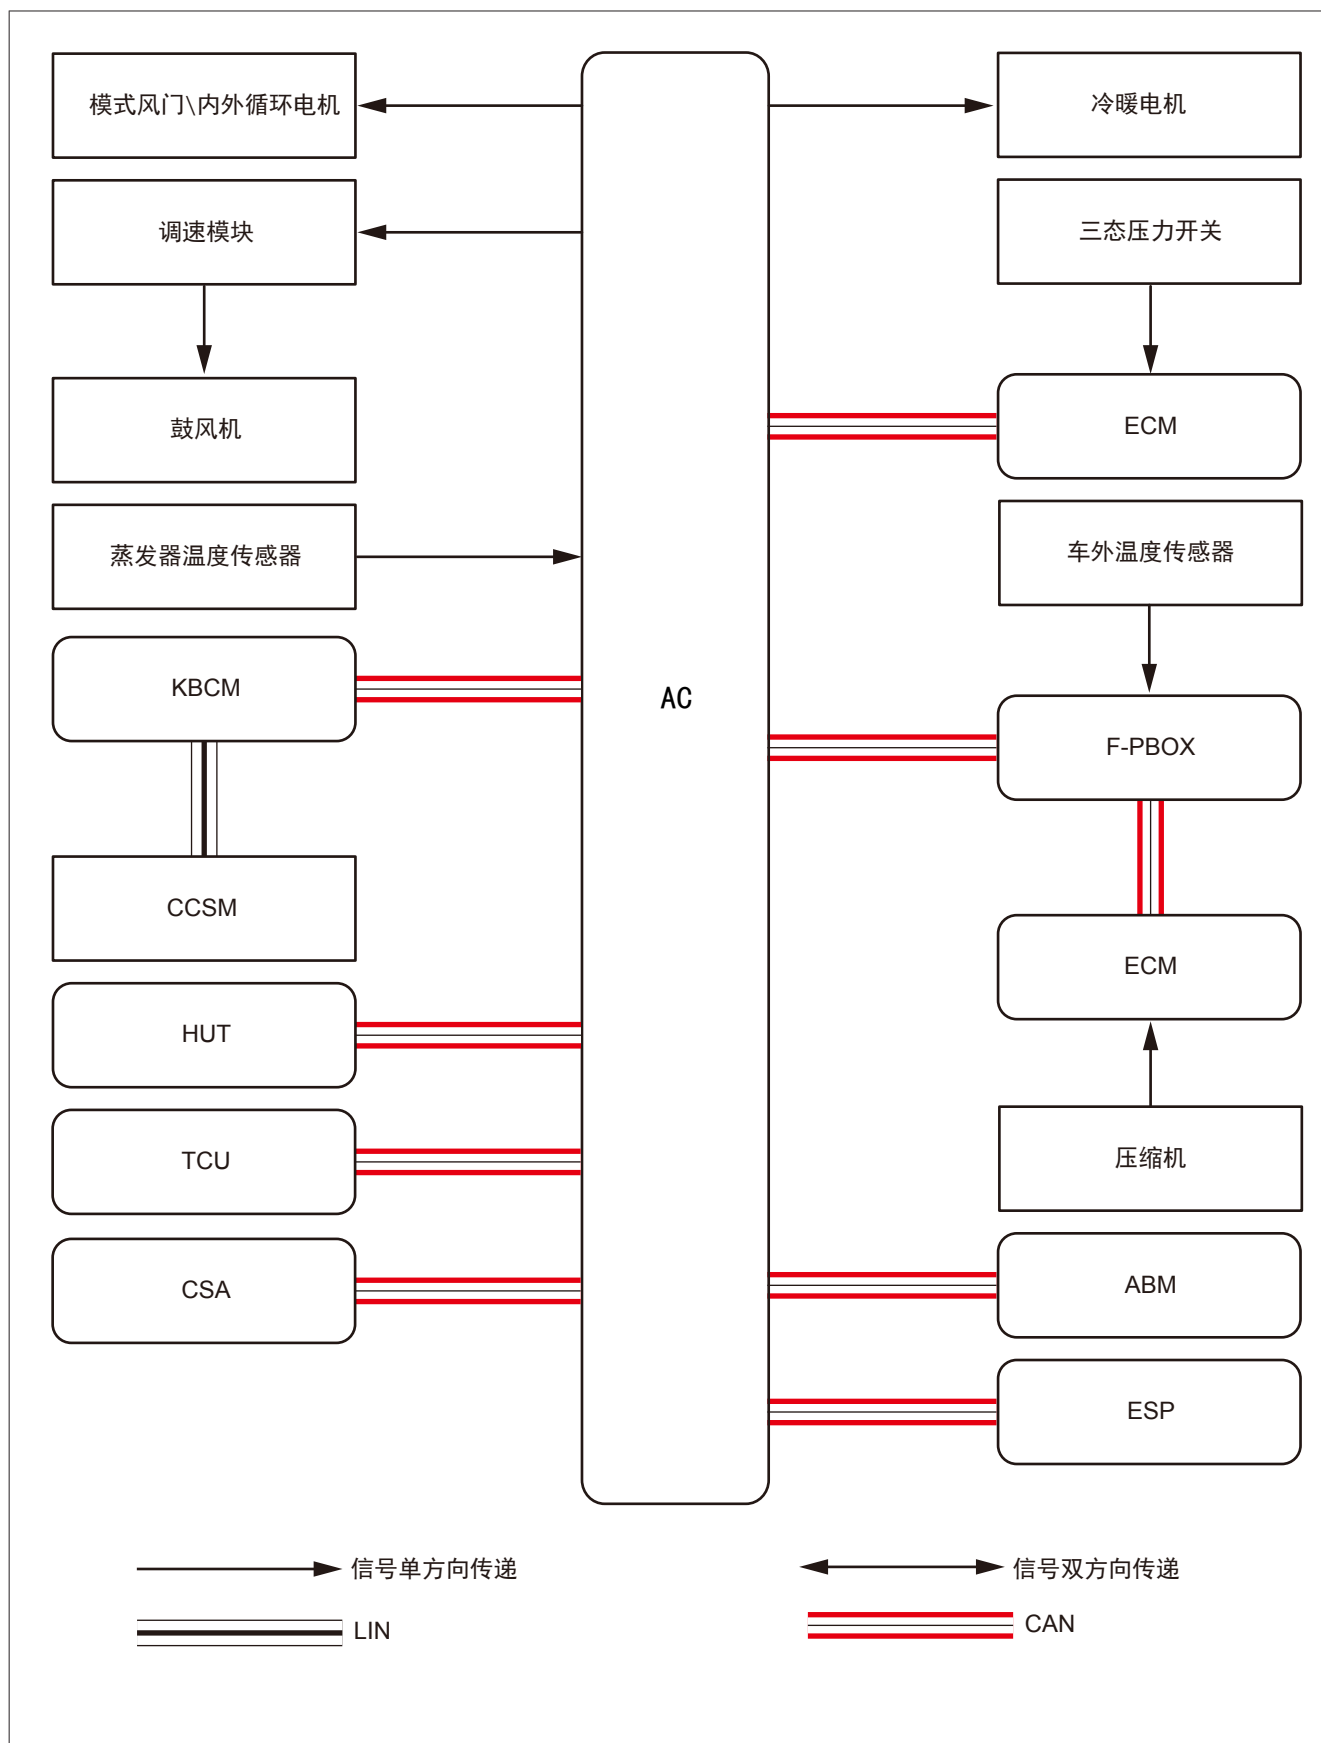 模式风门\内外循环电机
冷暖电机
调速模块
三态压力开关
鼓风机
ECM
蒸发器温度传感器
车外温度传感器
KBCM
AC
F-PBOX
CCSM
ECM
HUT
TCU
压缩机
CSA
ABM
ESP
信号单方向传递
信号双方向传递
LIN
CAN